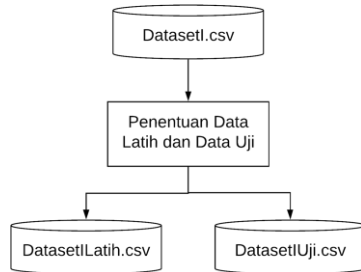 DatasetI.csv
Penentuan Data
Latih dan Data Uji
DatasetILatih.csv
DatasetIUji.csv